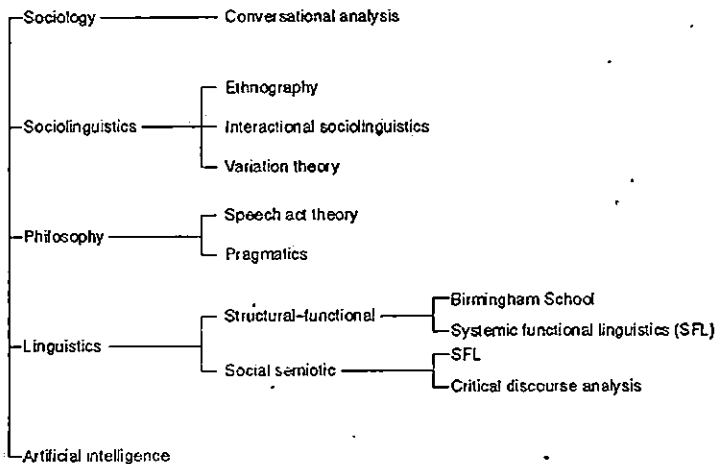 Sociology
Conversational analysis
Ethnography
Sociolinguistics
Interactional sociolinguistics
Variation theory
Speech act theory
Philosophy
Pragmatics
Birmingham School
Structural-functional
Systemic functional linguistics (SFL)
Linguistics
SFL
Social semiotic
Critical discourse analysis
Artificial intelligence